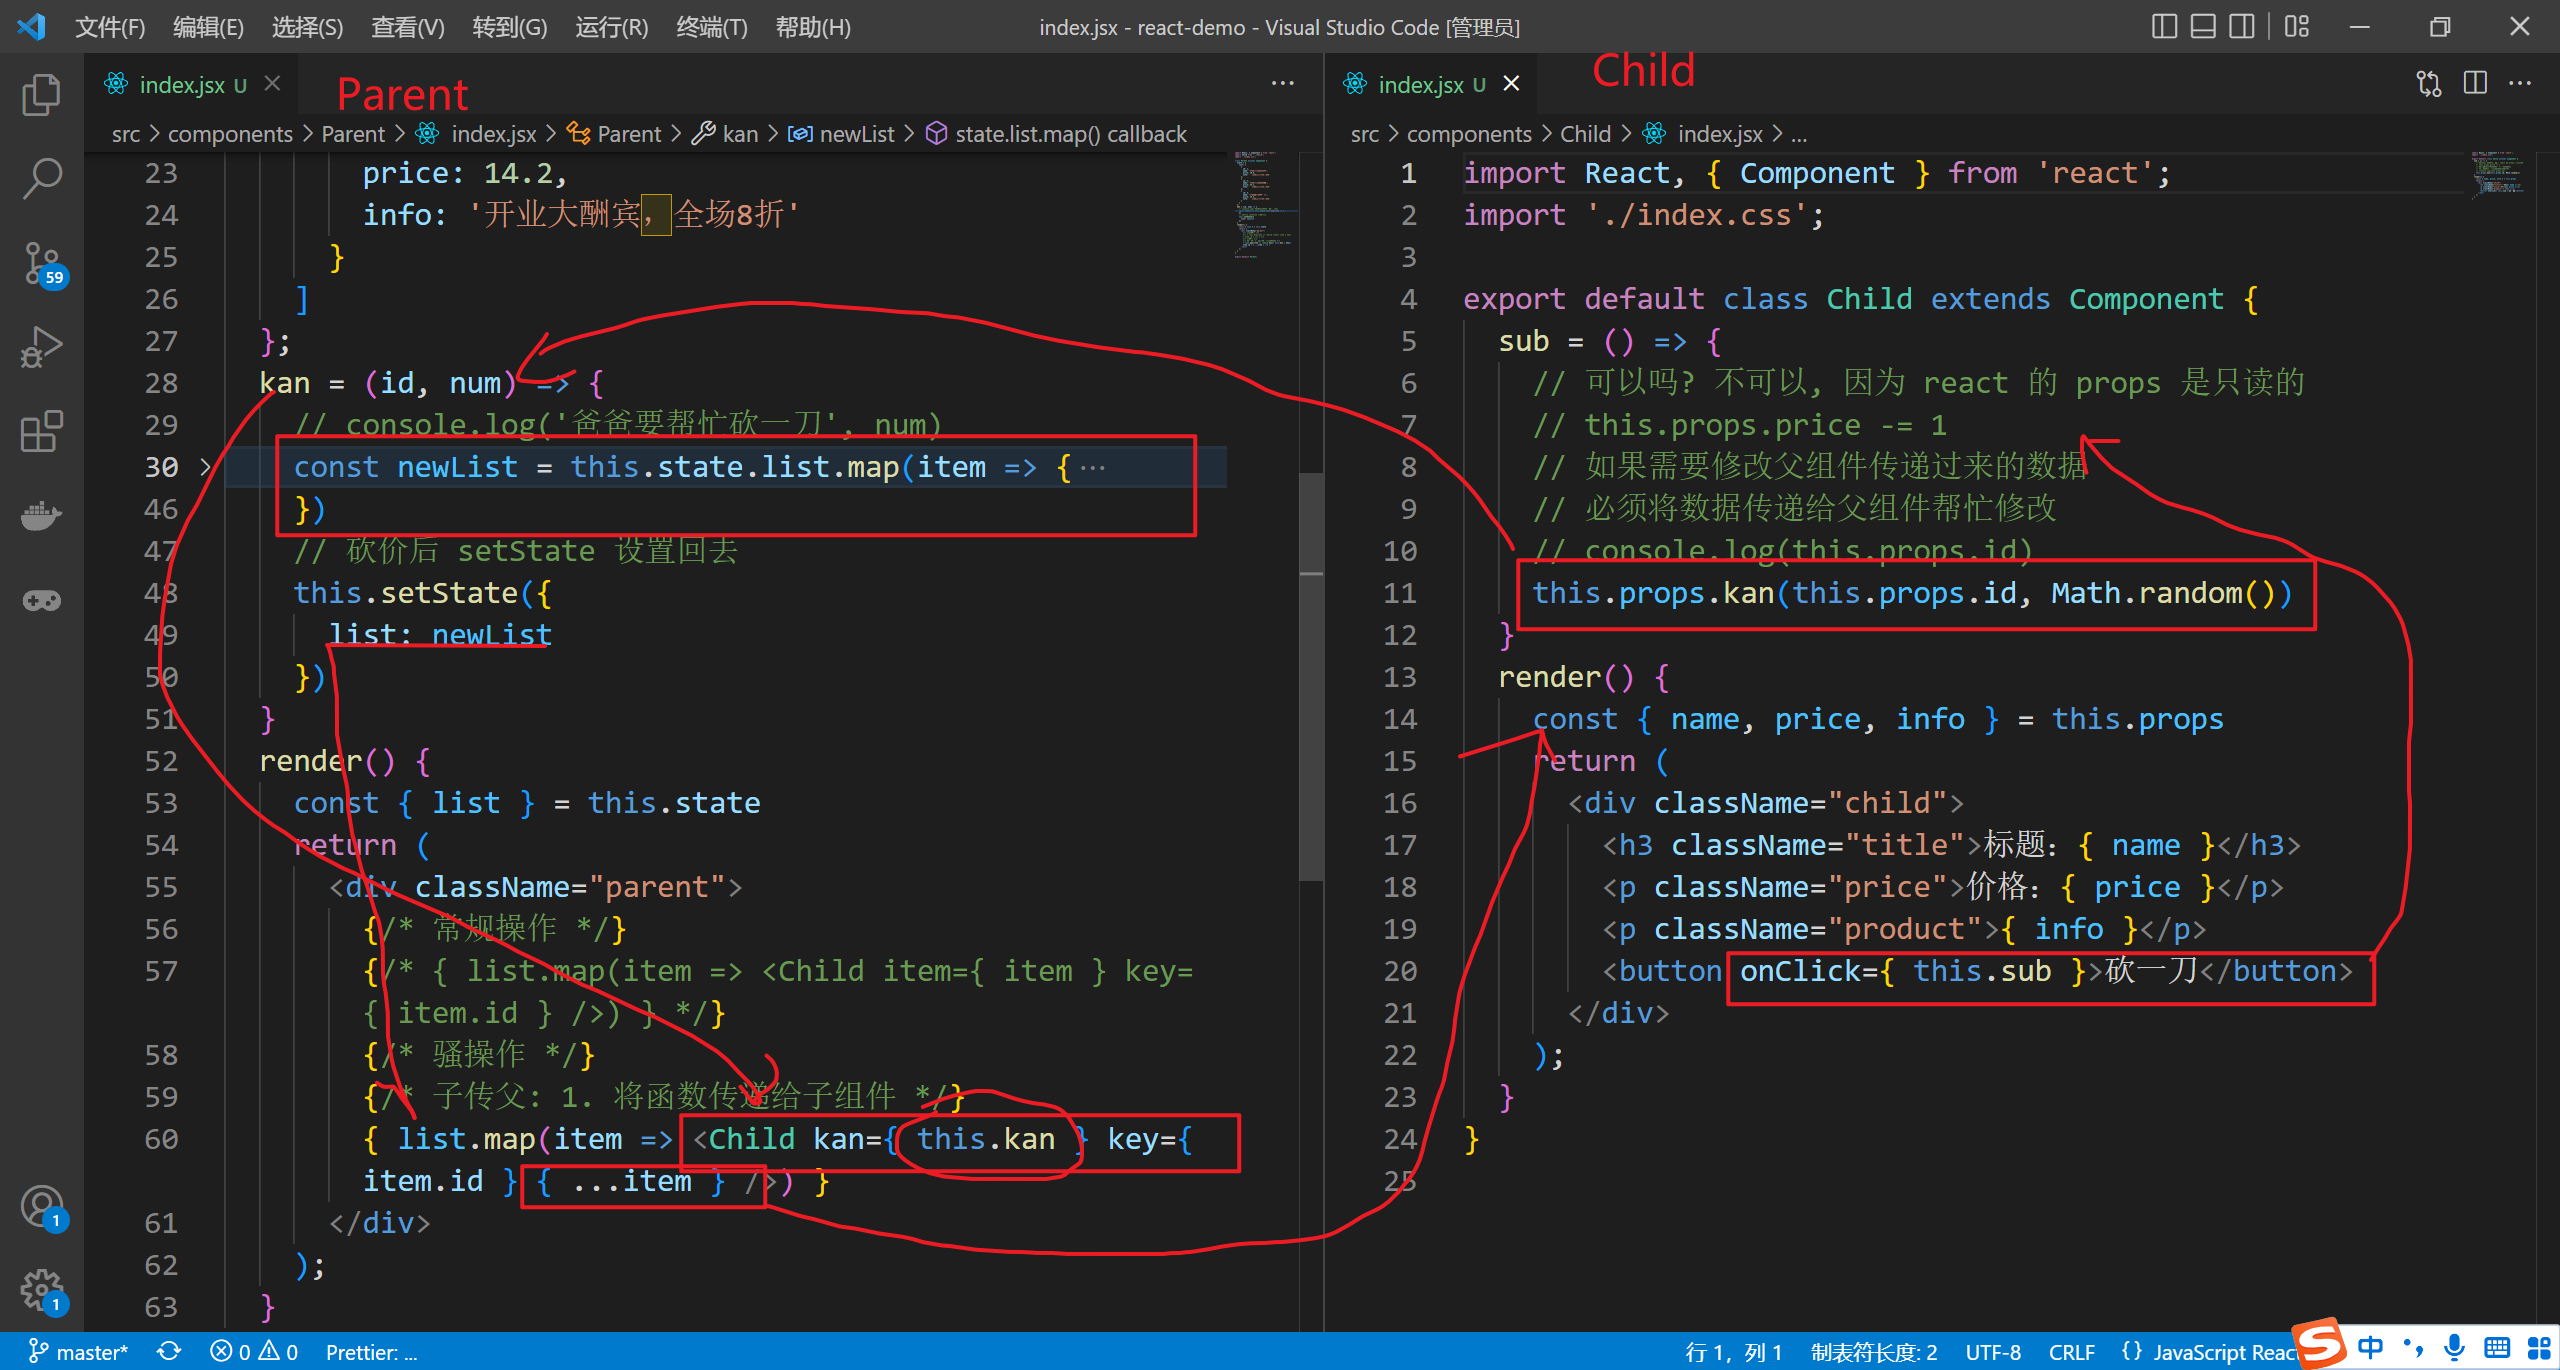 文件(F) 编辑(E) 选择(S) 查看(V) 转到(G) 运行(R) 终端(T) 帮助(H) index.jsx - react-demo - Visual Studio Code [管理员]
index.jsx U Parent
src > components > Parent > index.jsx > Parent > kan > newList > state.list.map() callback
23 price: 14.2,
24 info: '开业大酬宾，全场8折'
25 }
26 ]
27 };
28 kan = (id, num) => {
29 // console.log('爸爸要帮忙砍一刀', num)
30 const newList = this.state.list.map(item => { ...
46 })
47 // 砍价后 setState 设置回去
48 this.setState({
49 list: newList
50 })
51 }
52 render() {
53 const { list } = this.state
54 return (
55 <div className="parent">
56 {/* 常规操作 */}
57 {/* { list.map(item => <Child item={ item } key=
{ item.id } />) } */}
58 {/* 骚操作 */}
59 {/* 子传父: 1. 将函数传递给子组件 */}
60 { list.map(item => <Child kan={ this.kan } key={
item.id } { ...item } />) }
61 </div>
62 );
63 }
index.jsx U Child
src > components > Child > index.jsx > ...
1 import React, { Component } from 'react';
2 import './index.css';
3
4 export default class Child extends Component {
5 sub = () => {
6 // 可以吗? 不可以, 因为 react 的 props 是只读的
7 // this.props.price -= 1
8 // 如果需要修改父组件传递过来的数据
9 // 必须将数据传递给父组件帮忙修改
10 // console.log(this.props.id)
11 this.props.kan(this.props.id, Math.random())
12 }
13 render() {
14 const { name, price, info } = this.props
15 return (
16 <div className="child">
17 <h3 className="title">标题: { name }</h3>
18 <p className="price">价格: { price }</p>
19 <p className="product">{ info }</p>
20 <button onClick={ this.sub }>砍一刀</button>
21 </div>
22 );
23 }
24 }
25
59
1
1
master* 0 0 Prettier: ... 行 1, 列 1 制表符长度: 2 UTF-8 CRLF {} JavaScript React 中